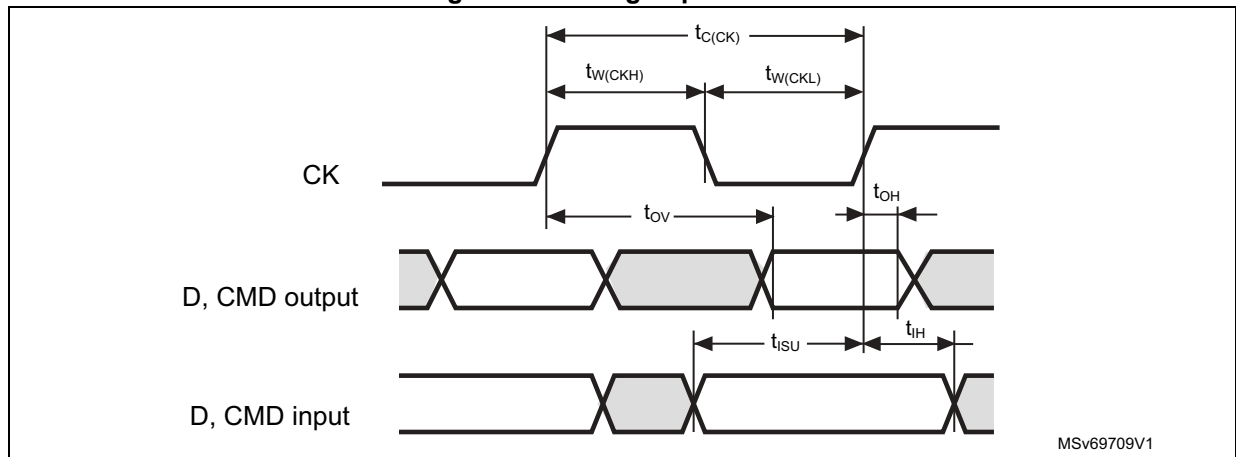 tC(CK)
tW(CKH)
tW(CKL)
CK
tOH
tOV
D, CMD output
tISU
tIH
D, CMD input
MSv69709V1